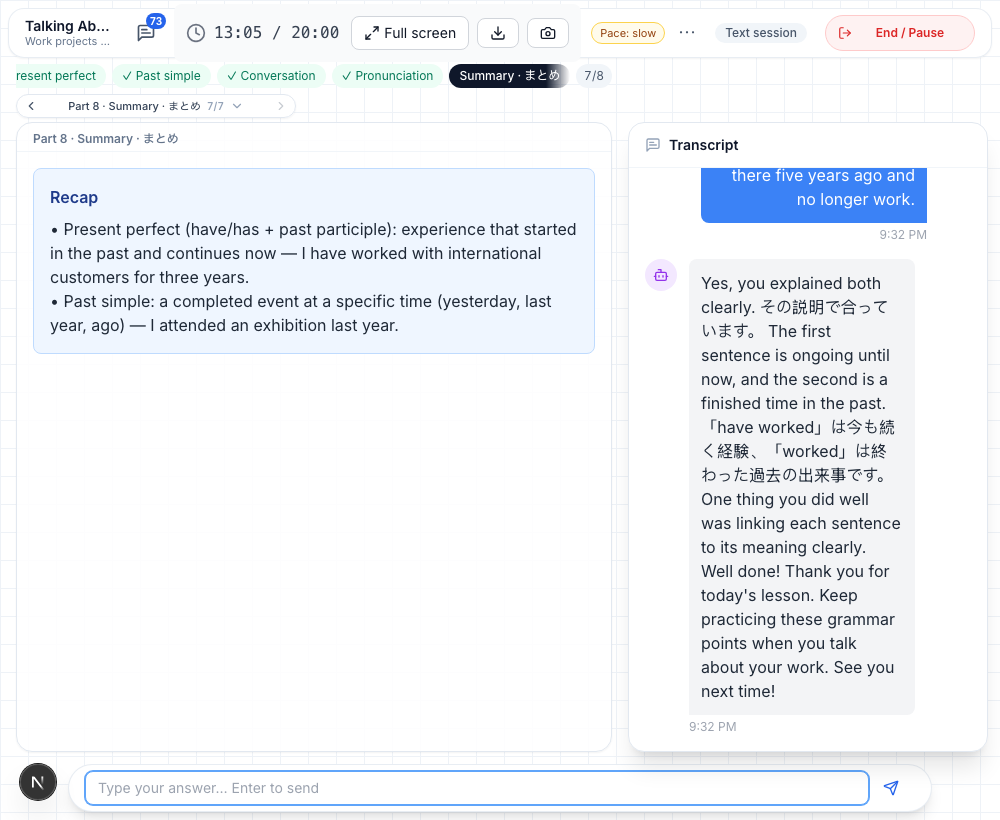 Talking Ab...
Work projects ...
73
13:05 / 20:00
Full screen
Pace: slow
...
Text session
End / Pause
resent perfect
✓ Past simple
✓ Conversation
✓ Pronunciation
Summary · まとめ
7/8
Part 8 · Summary · まとめ 7/7
Part 8 · Summary · まとめ
Recap
• Present perfect (have/has + past participle): experience that started
in the past and continues now — I have worked with international
customers for three years.
• Past simple: a completed event at a specific time (yesterday, last
year, ago) — I attended an exhibition last year.
Transcript
there five years ago and
no longer work.
9:32 PM
Yes, you explained both
clearly. その説明で合って
います。 The first
sentence is ongoing until
now, and the second is a
finished time in the past.
「have worked」は今も続
く経験、「worked」は終
わった過去の出来事です。
One thing you did well
was linking each sentence
to its meaning clearly.
Well done! Thank you for
today's lesson. Keep
practicing these grammar
points when you talk
about your work. See you
next time!
9:32 PM
N
Type your answer... Enter to send